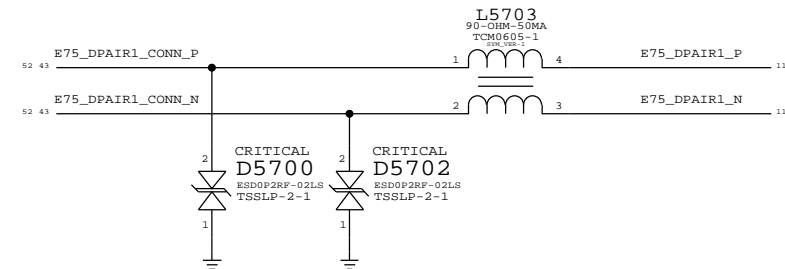 L5703
90-OHM-50MA
TCM0605-1
SYM_VER-1
E75_DPAIR1_CONN_P
1
4
E75_DPAIR1_P
52 43
11
E75_DPAIR1_CONN_N
2
3
E75_DPAIR1_N
52 43
11
CRITICAL
2
D5700
ESD0P2RF-02LS
TSSLP-2-1
1
CRITICAL
2
D5702
ESD0P2RF-02LS
TSSLP-2-1
1